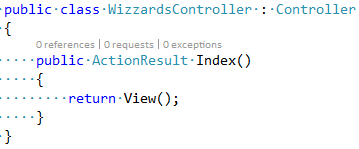 public class WizzardsController : Controller
{
0 references | 0 requests | 0 exceptions
public ActionResult Index()
{
return View();
}
}